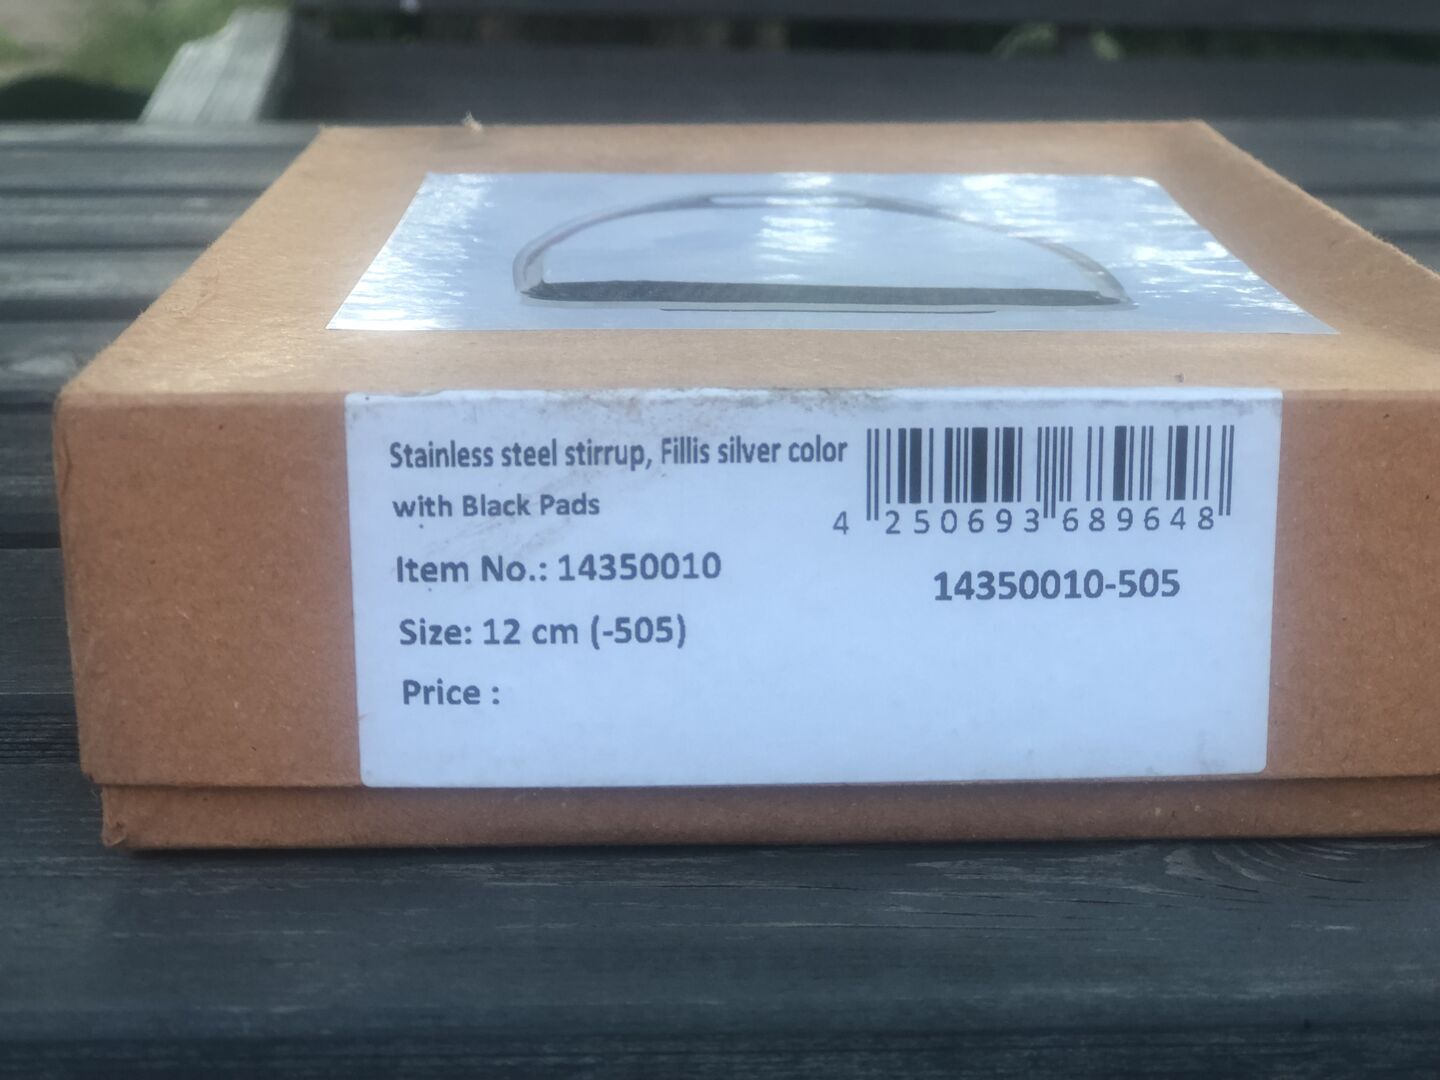 Stainless steel stirrup, Fillis silver color
with Black Pads
Item No.: 14350010
Size: 12 cm (-505)
Price :
4 250693 689648
14350010-505